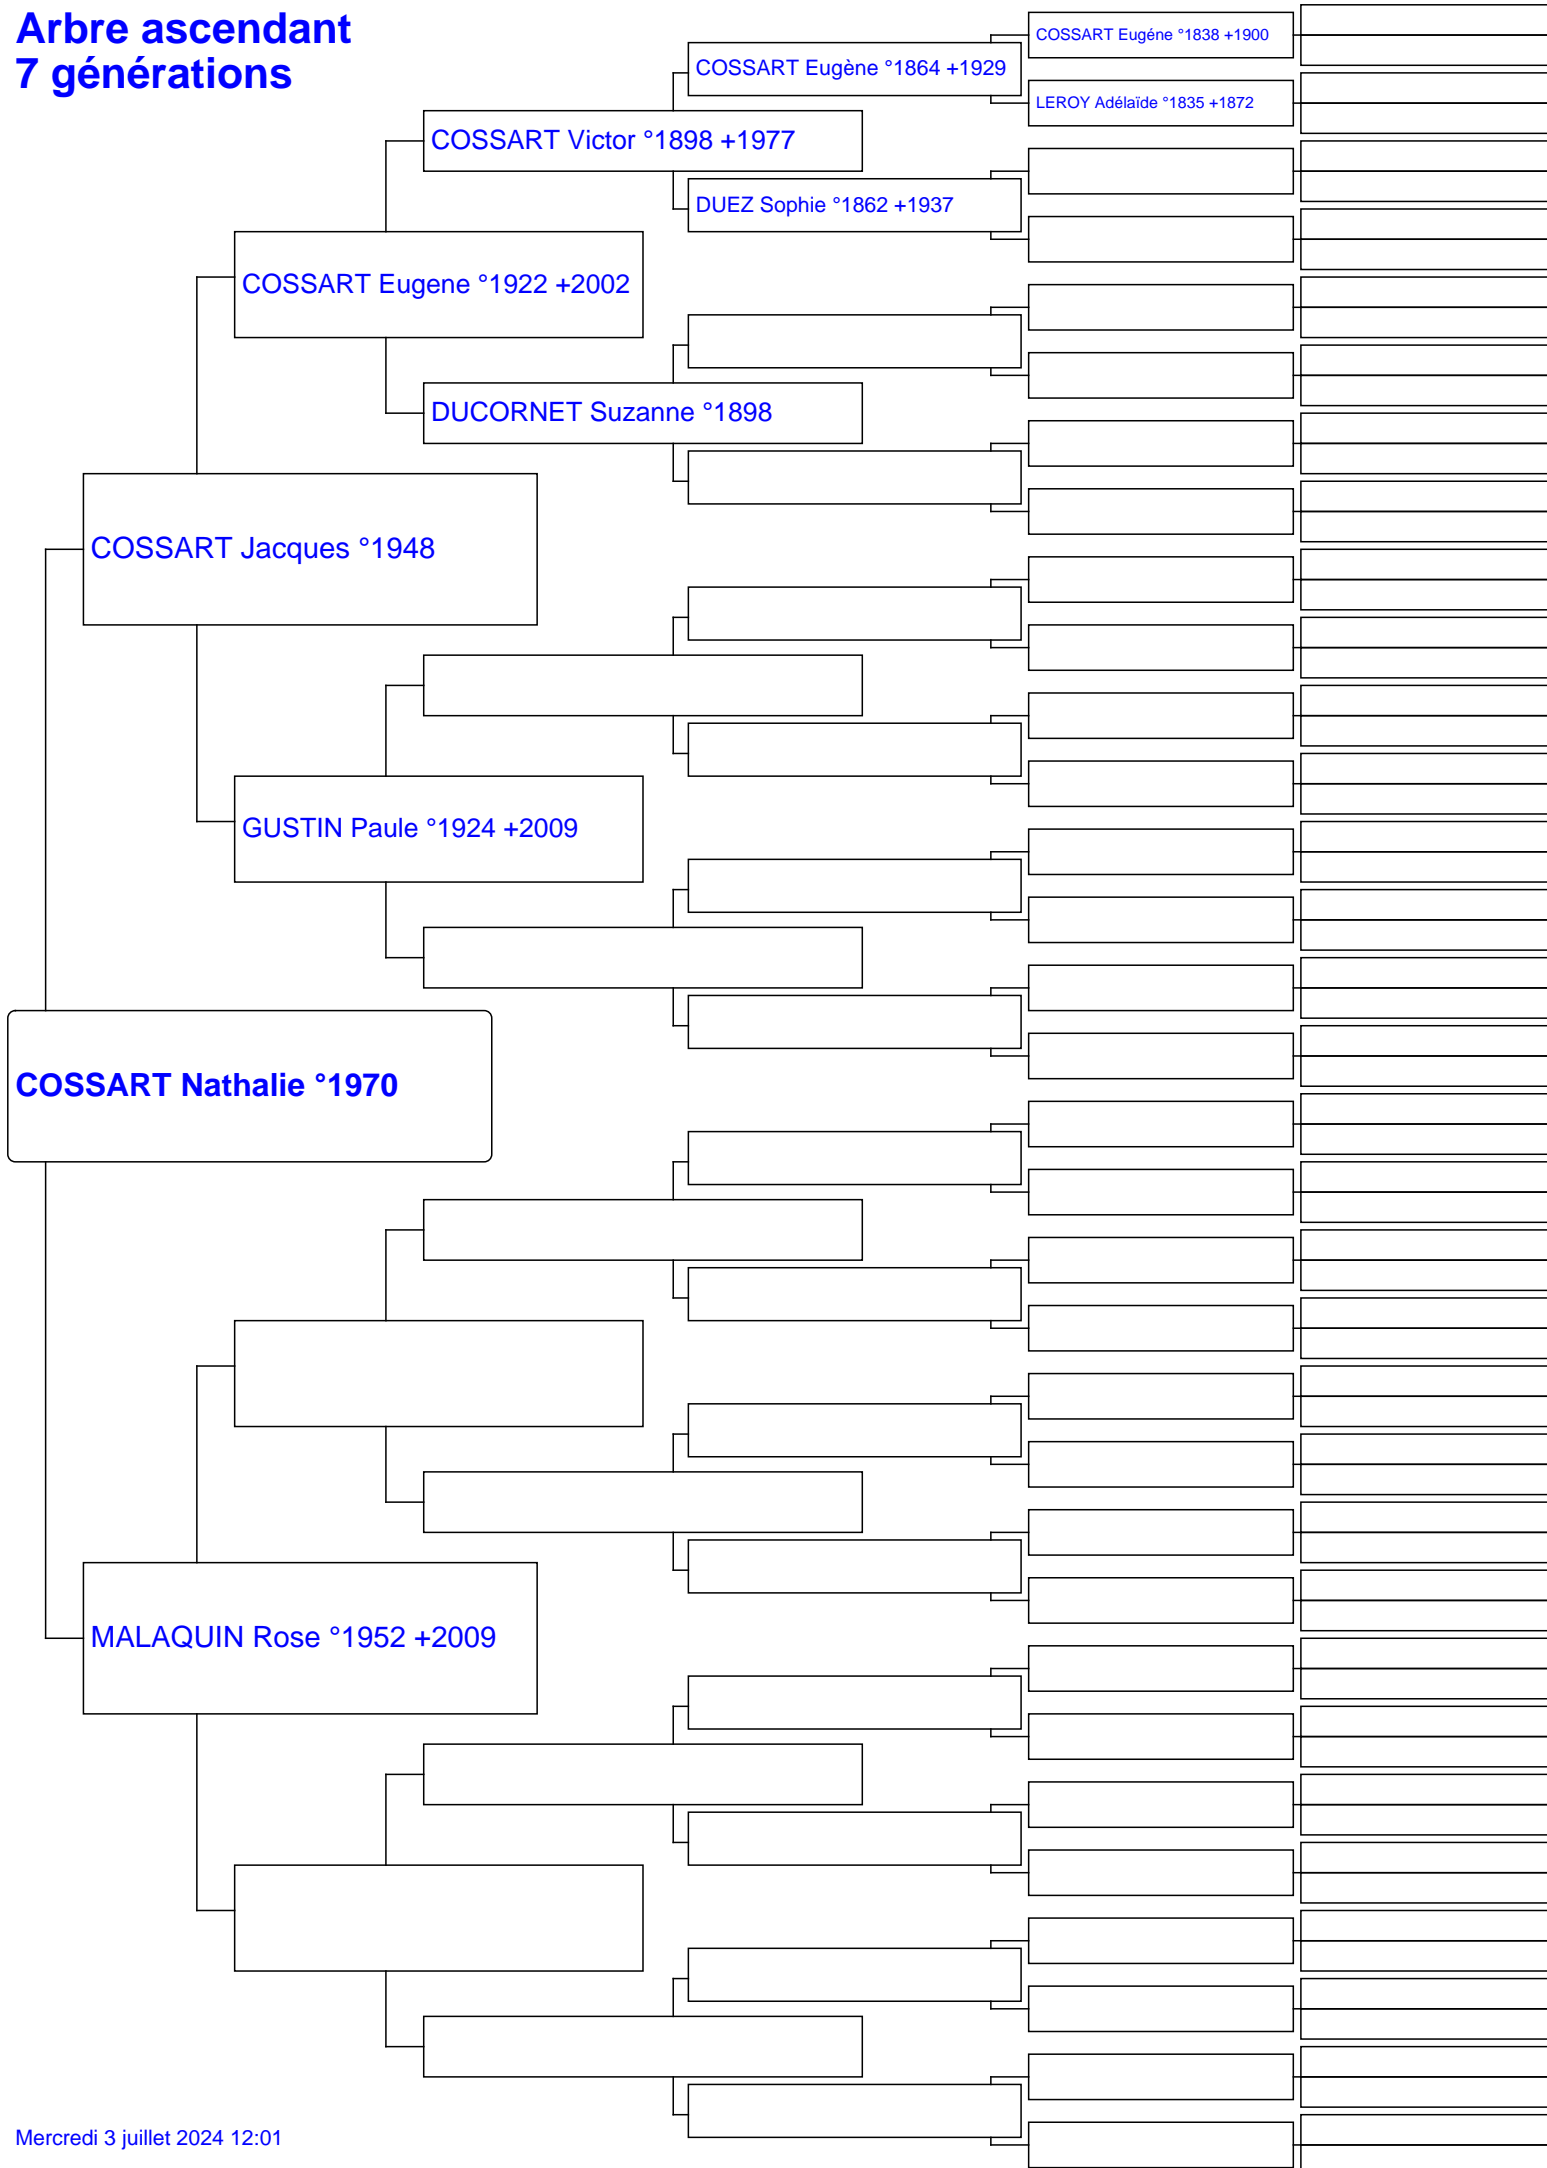 Arbre ascendant
7 générations
COSSART Eugéne °1838 +1900
COSSART Eugène °1864 +1929
LEROY Adélaïde °1835 +1872
COSSART Victor °1898 +1977
DUEZ Sophie °1862 +1937
COSSART Eugene °1922 +2002
DUCORNET Suzanne °1898
COSSART Jacques °1948
GUSTIN Paule °1924 +2009
COSSART Nathalie °1970
MALAQUIN Rose °1952 +2009
Mercredi 3 juillet 2024 12:01